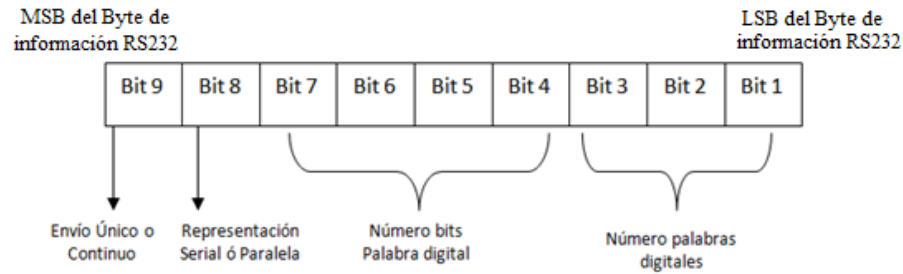 MSB del Byte de
información RS232
LSB del Byte de
información RS232
Bit 9 Bit 8 Bit 7 Bit 6 Bit 5 Bit 4 Bit 3 Bit 2 Bit 1
Envío Único o
Continuo
Representación
Serial ó Paralela
Número bits
Palabra digital
Número palabras
digitales